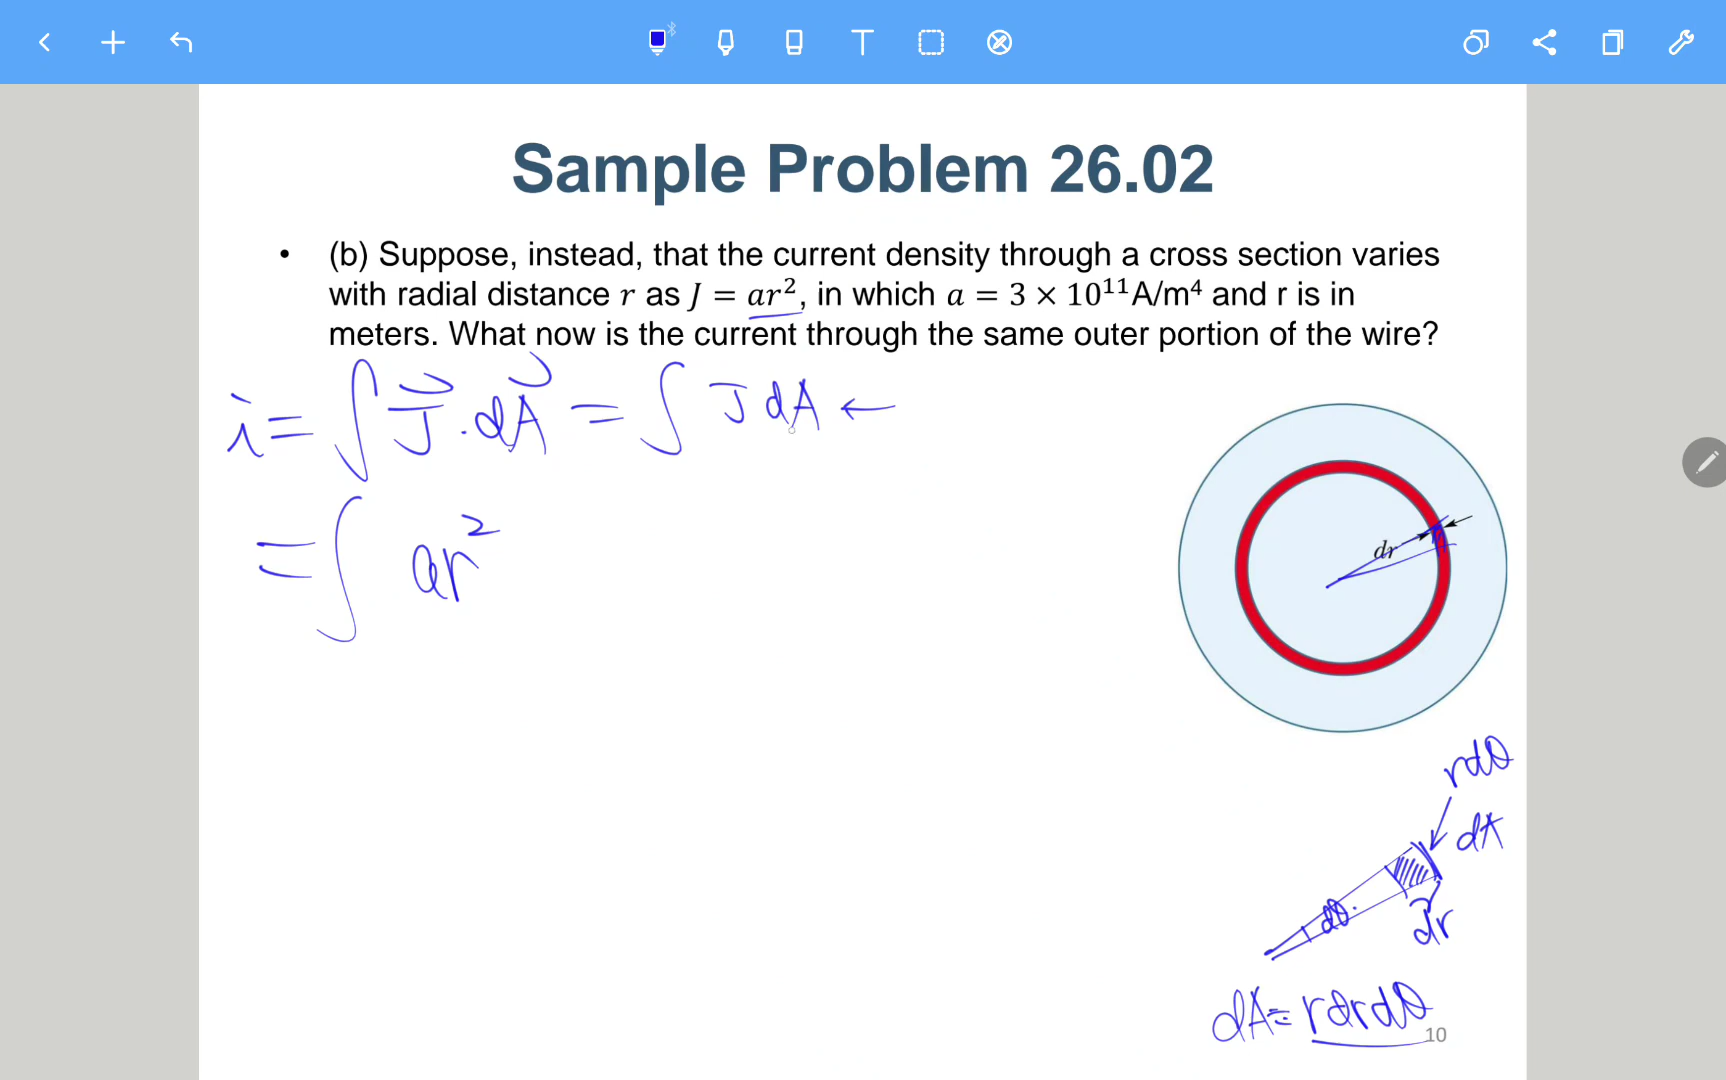 Sample Problem 26.02
• (b) Suppose, instead, that the current density through a cross section varies
with radial distance r as J = ar², in which a = 3 × 10¹¹A/m⁴ and r is in
meters. What now is the current through the same outer portion of the wire?
i = ∫ J⃗ · dA⃗ = ∫ J dA ←
= ∫ ar²
dr
rdθ
dA
dθ
dr
dA = rdrdθ
10
T